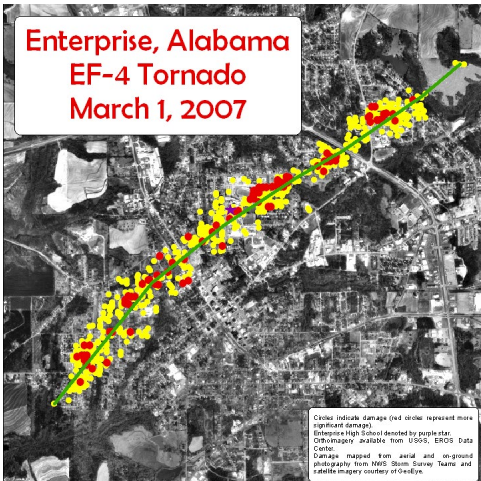 Enterprise, Alabama
EF-4 Tornado
March 1, 2007
Circles indicate damage (red circles represent more
significant damage).
Enterprise High School denoted by purple star.
Orthoimagery available from USGS, EROS Data
Center.
Damage mapped from aerial and on-ground
photography from NWS Storm Survey Teams and
satellite imagery courtesy of GeoEye.